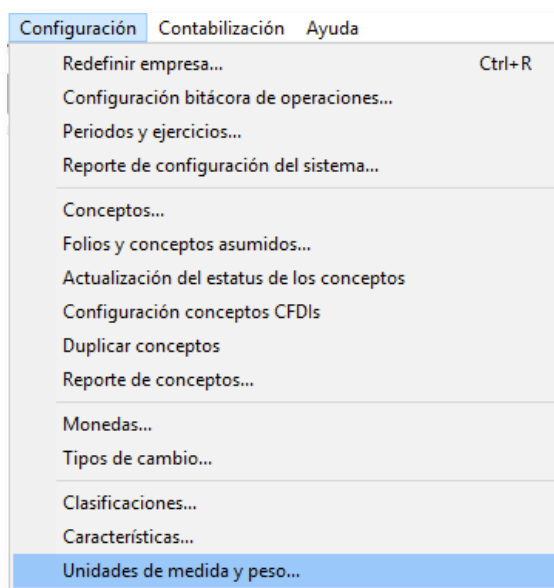 Configuración Contabilización Ayuda
Redefinir empresa... Ctrl+R
Configuración bitácora de operaciones...
Periodos y ejercicios...
Reporte de configuración del sistema...
Conceptos...
Folios y conceptos asumidos...
Actualización del estatus de los conceptos
Configuración conceptos CFDIs
Duplicar conceptos
Reporte de conceptos...
Monedas...
Tipos de cambio...
Clasificaciones...
Características...
Unidades de medida y peso...